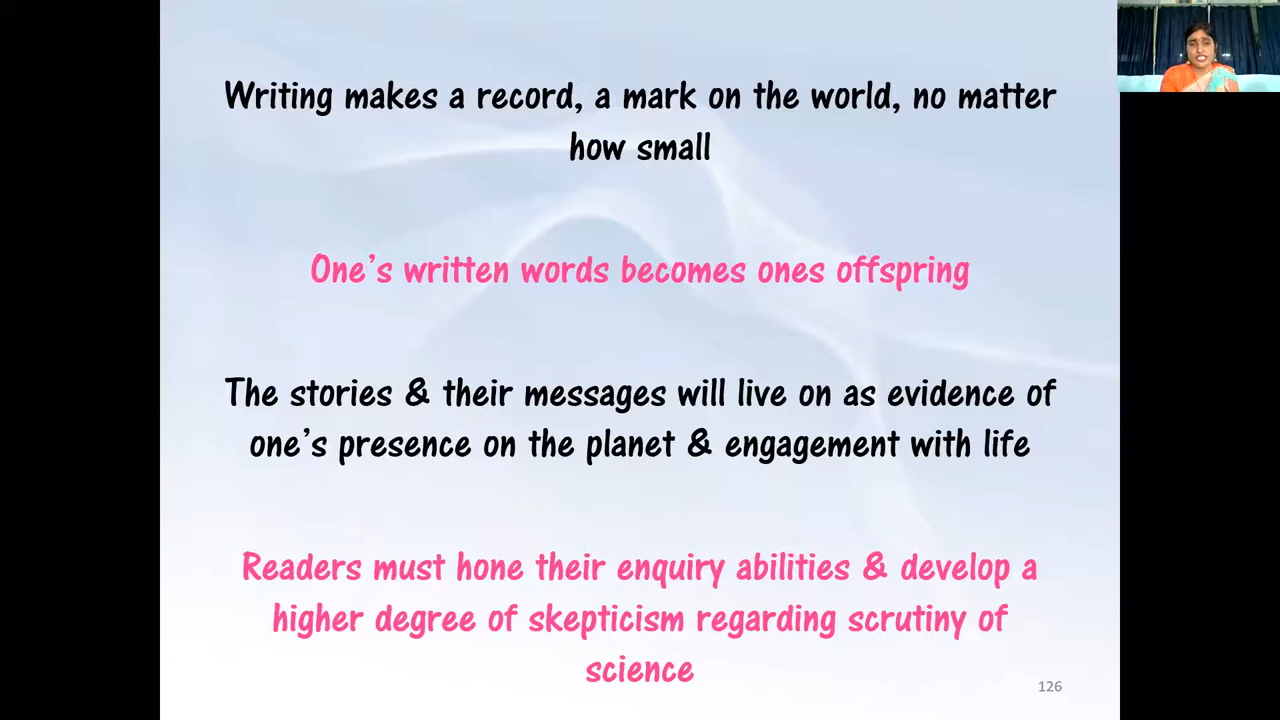 Writing makes a record, a mark on the world, no matter
how small
One's written words becomes ones offspring
The stories & their messages will live on as evidence of
one's presence on the planet & engagement with life
Readers must hone their enquiry abilities & develop a
higher degree of skepticism regarding scrutiny of
science
126